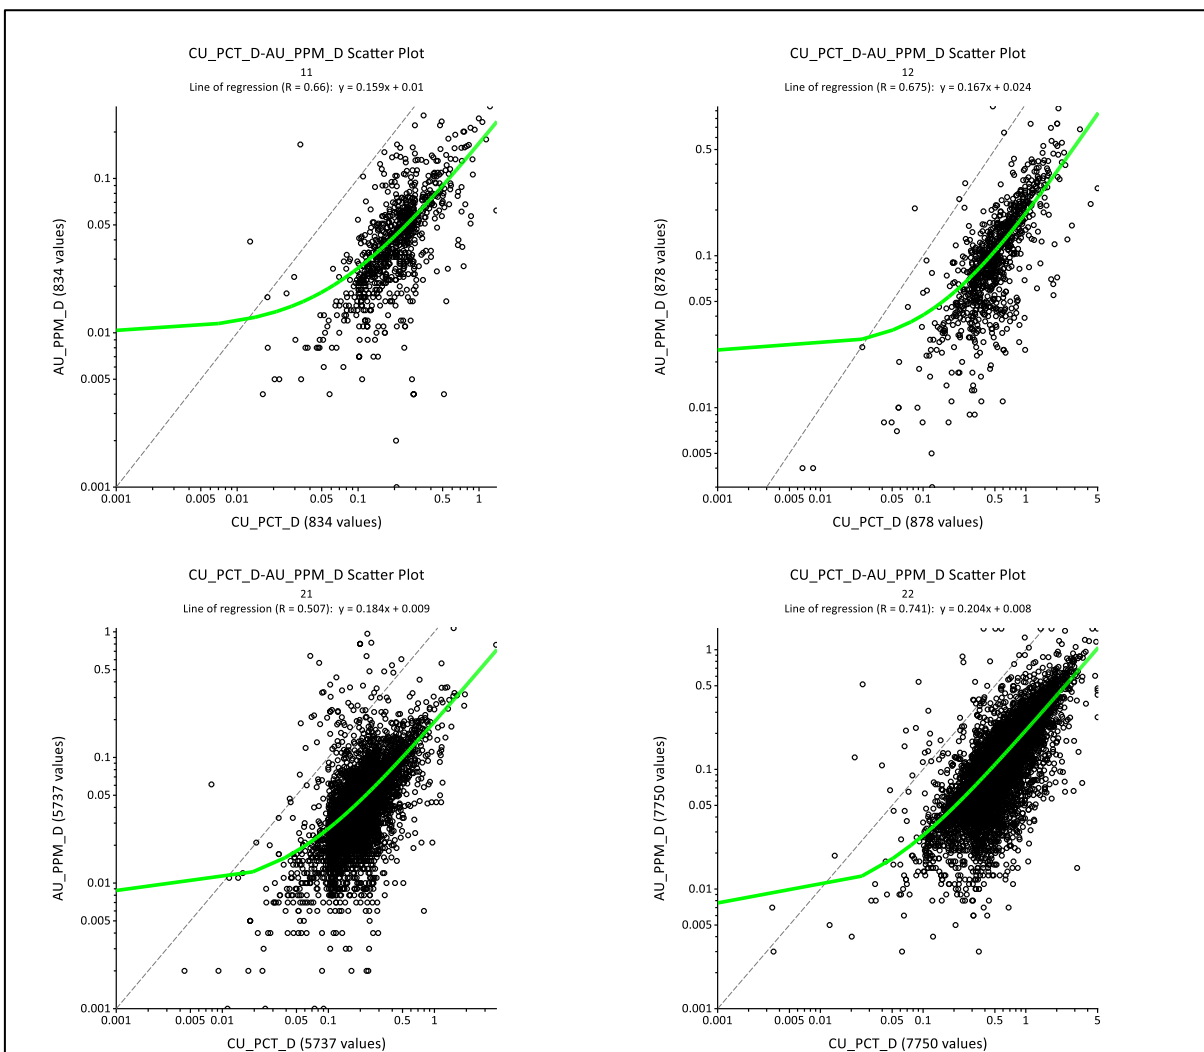 CU_PCT_D-AU_PPM_D Scatter Plot
11
Line of regression (R = 0.66): y = 0.159x + 0.01
0.1
0.05
0.01
0.005
0.001
AU_PPM_D (834 values)
0.001 0.005 0.01 0.05 0.1 0.5 1
CU_PCT_D (834 values)
CU_PCT_D-AU_PPM_D Scatter Plot
12
Line of regression (R = 0.675): y = 0.167x + 0.024
0.5
0.1
0.05
0.01
0.005
AU_PPM_D (878 values)
0.001 0.005 0.01 0.05 0.1 0.5 1 5
CU_PCT_D (878 values)
CU_PCT_D-AU_PPM_D Scatter Plot
21
Line of regression (R = 0.507): y = 0.184x + 0.009
1
0.5
0.1
0.05
0.01
0.005
0.001
AU_PPM_D (5737 values)
0.001 0.005 0.01 0.05 0.1 0.5 1
CU_PCT_D (5737 values)
CU_PCT_D-AU_PPM_D Scatter Plot
22
Line of regression (R = 0.741): y = 0.204x + 0.008
1
0.5
0.1
0.05
0.01
0.005
0.001
AU_PPM_D (7750 values)
0.001 0.005 0.01 0.05 0.1 0.5 1 5
CU_PCT_D (7750 values)